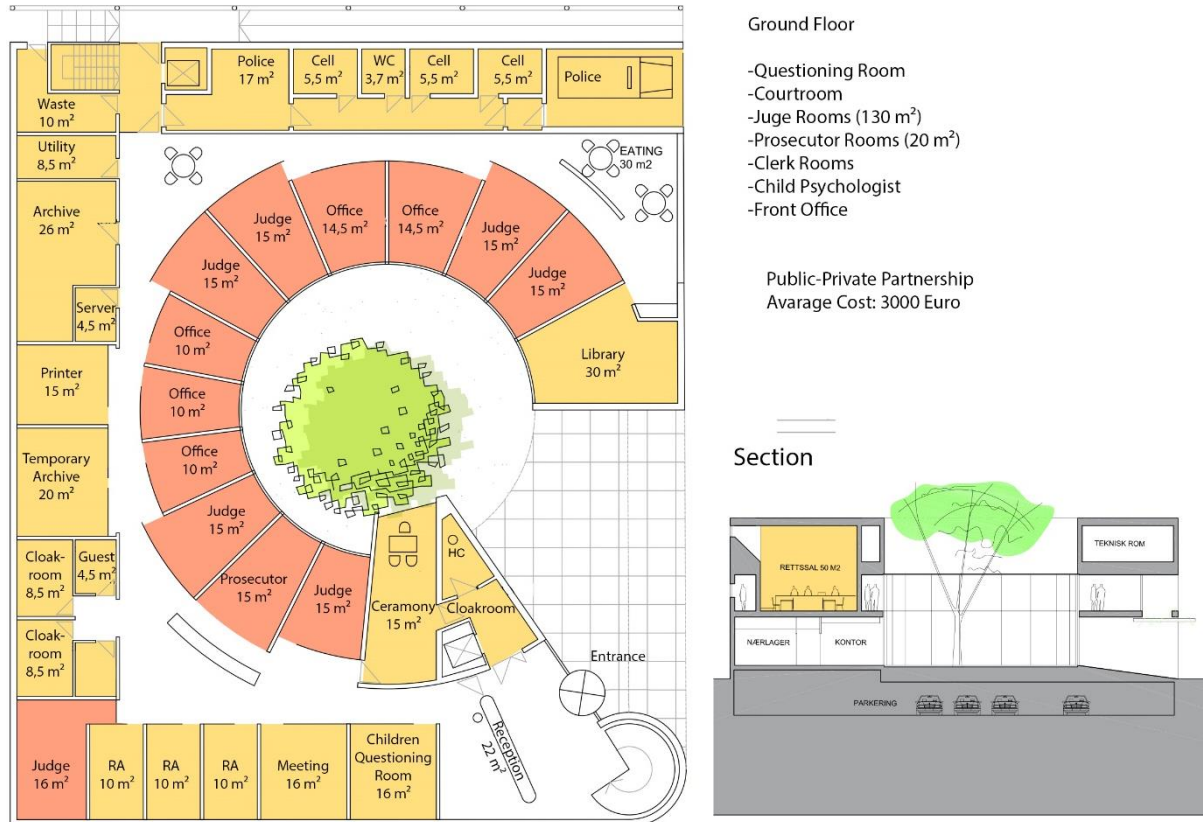 Ground Floor
-Questioning Room
-Courtroom
-Juge Rooms (130 m²)
-Prosecutor Rooms (20 m²)
-Clerk Rooms
-Child Psychologist
-Front Office
Public-Private Partnership
Avarage Cost: 3000 Euro
Police
17 m²
Cell
5,5 m²
WC
3,7 m²
Cell
5,5 m²
Cell
5,5 m²
Police
Waste
10 m²
Utility
8,5 m²
EATING
30 m2
Archive
26 m²
Server
4,5 m²
Judge
15 m²
Judge
15 m²
Office
14,5 m²
Office
14,5 m²
Judge
15 m²
Judge
15 m²
Library
30 m²
Office
10 m²
Office
10 m²
Office
10 m²
Judge
15 m²
Prosecutor
15 m²
Judge
15 m²
Printer
15 m²
Temporary
Archive
20 m²
Cloak-
room
8,5 m²
Guest
4,5 m²
Cloak-
room
8,5 m²
Ceramony
15 m²
HC
Cloakroom
Entrance
Reception
22 m²
Judge
16 m²
RA
10 m²
RA
10 m²
RA
10 m²
Meeting
16 m²
Children
Questioning
Room
16 m²
Section
RETTSSAL 50 M2
TEKNISK ROM
NÆRLAGER
KONTOR
PARKERING